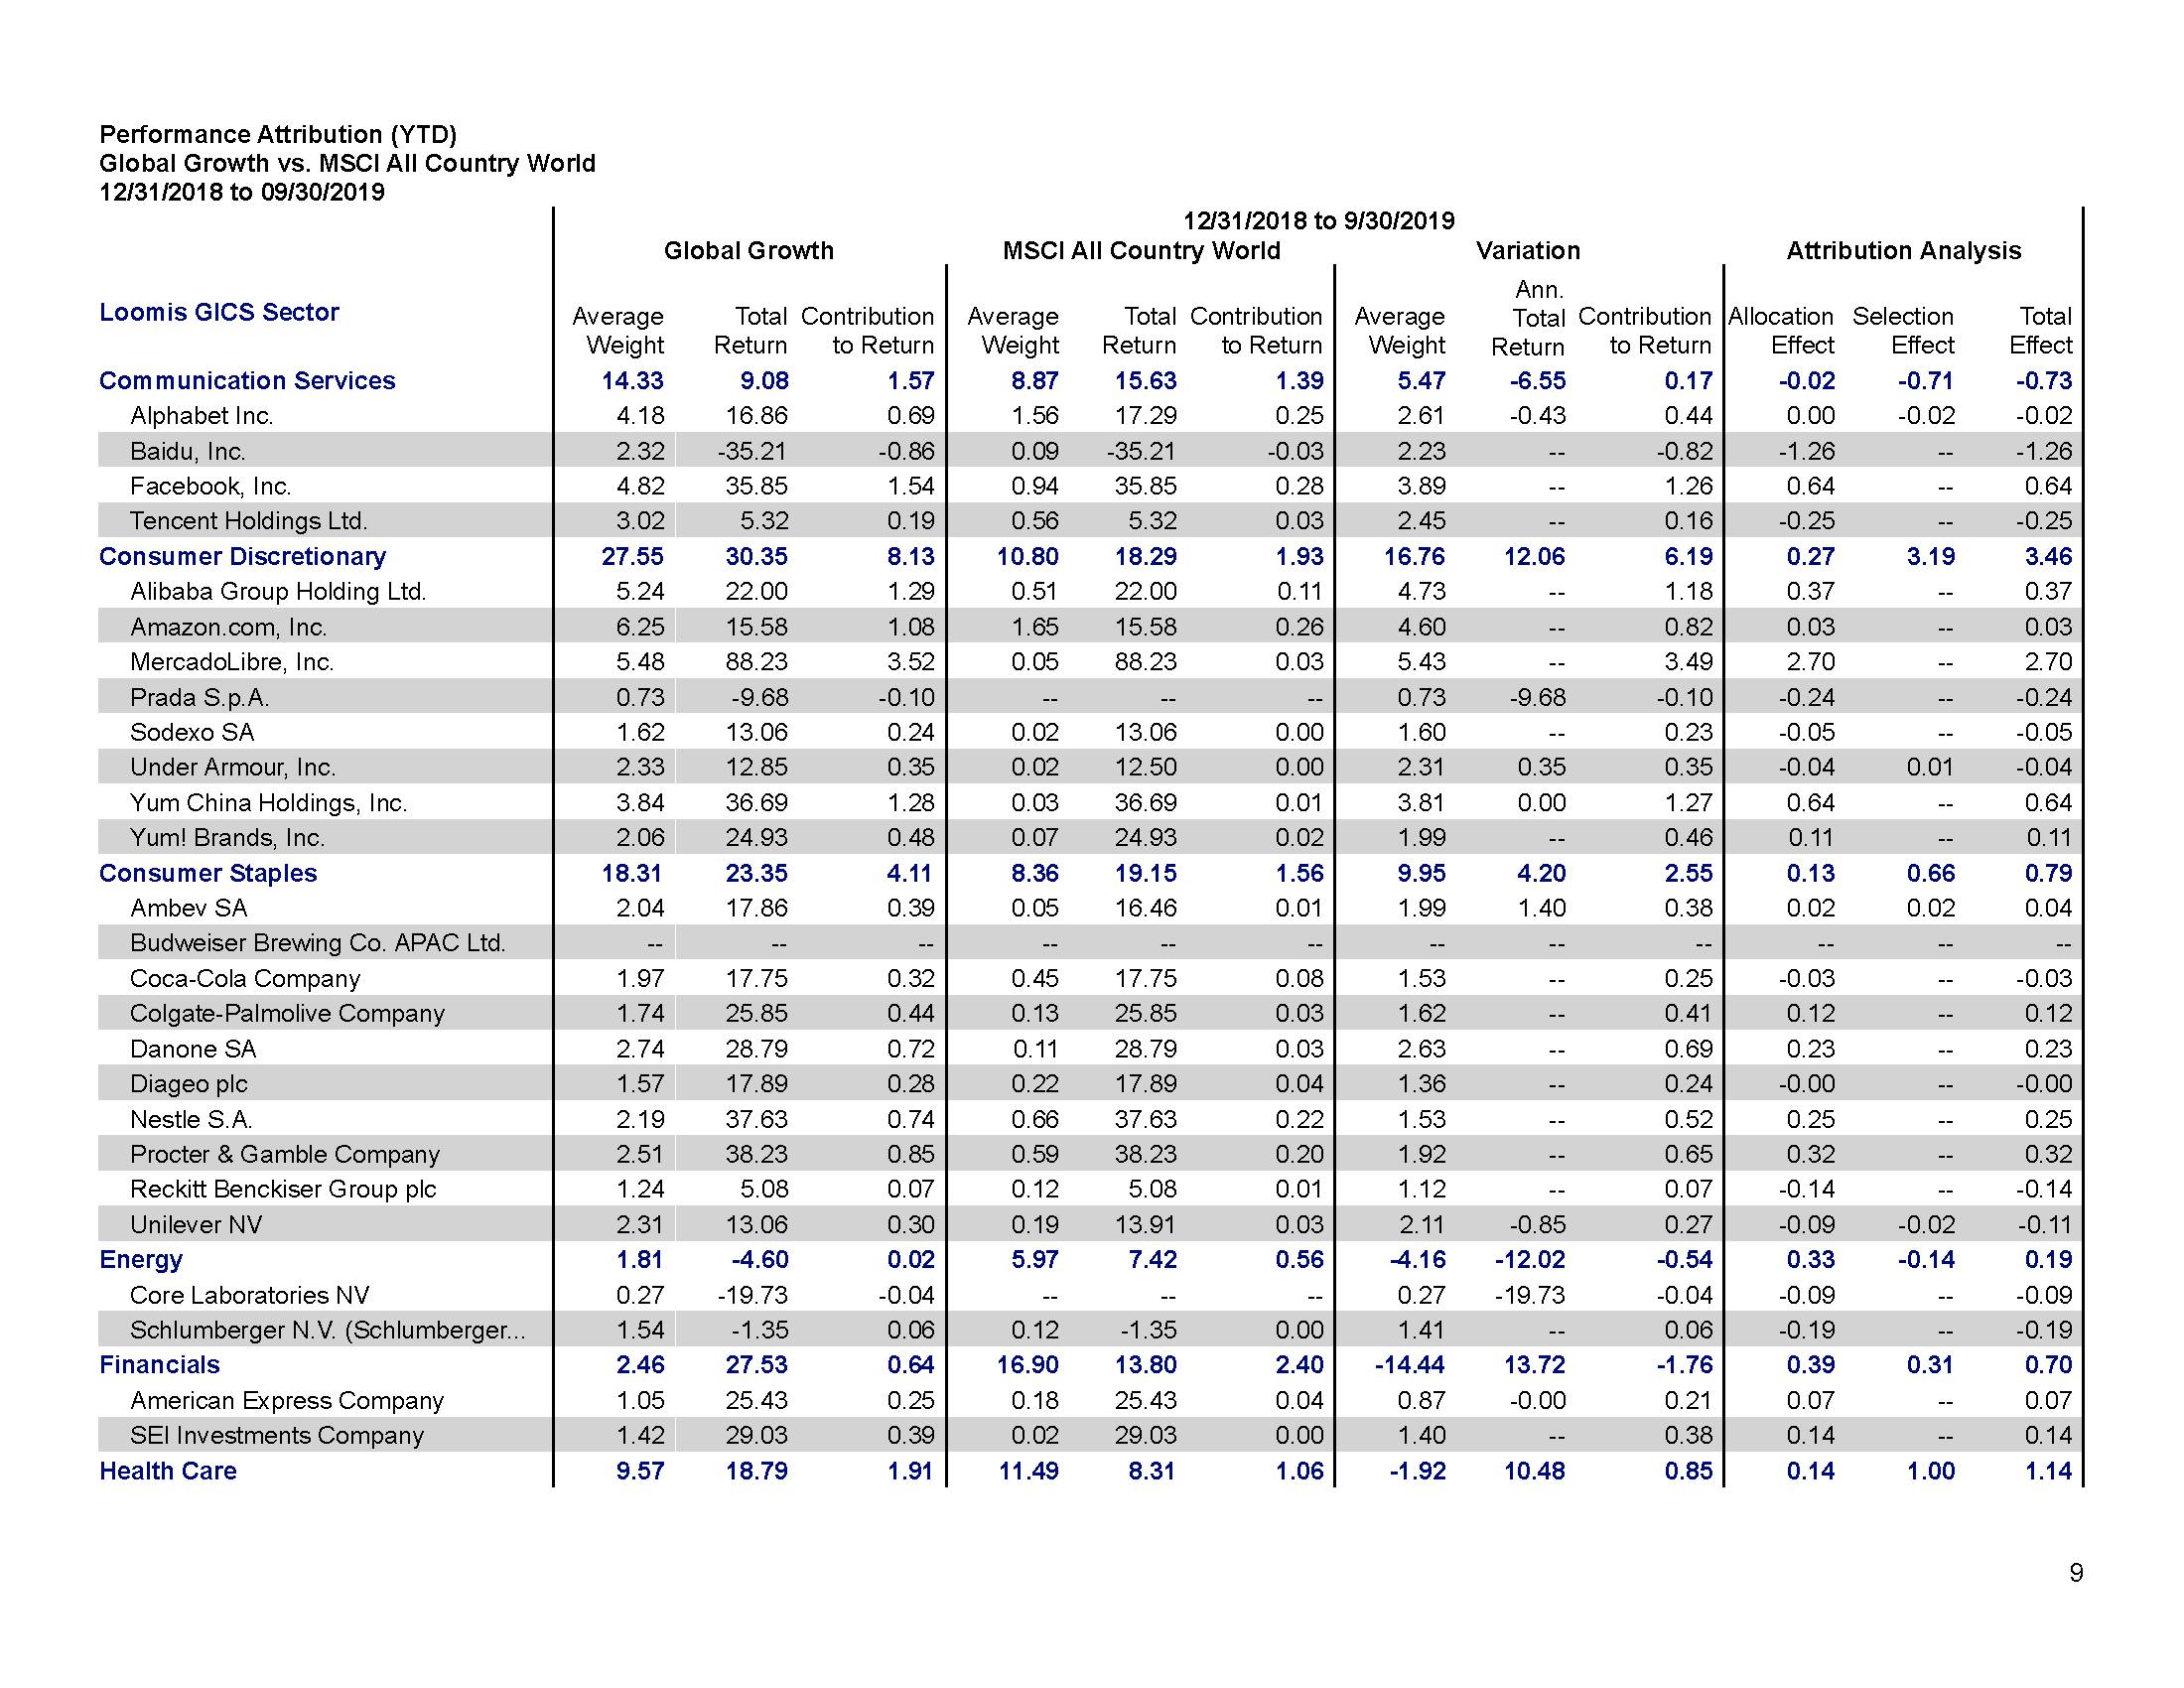 Performance Attribution (YTD)
Global Growth vs. MSCI All Country World
12/31/2018 to 09/30/2019
12/31/2018 to 9/30/2019
Global Growth MSCI All Country World Variation Attribution Analysis
Loomis GICS Sector Average Weight Total Return Contribution to Return Average Weight Total Return Contribution to Return Average Weight Ann. Total Return Contribution to Return Allocation Effect Selection Effect Total Effect
Communication Services 14.33 9.08 1.57 8.87 15.63 1.39 5.47 -6.55 0.17 -0.02 -0.71 -0.73
Alphabet Inc. 4.18 16.86 0.69 1.56 17.29 0.25 2.61 -0.43 0.44 0.00 -0.02 -0.02
Baidu, Inc. 2.32 -35.21 -0.86 0.09 -35.21 -0.03 2.23 -- -0.82 -1.26 -- -1.26
Facebook, Inc. 4.82 35.85 1.54 0.94 35.85 0.28 3.89 -- 1.26 0.64 -- 0.64
Tencent Holdings Ltd. 3.02 5.32 0.19 0.56 5.32 0.03 2.45 -- 0.16 -0.25 -- -0.25
Consumer Discretionary 27.55 30.35 8.13 10.80 18.29 1.93 16.76 12.06 6.19 0.27 3.19 3.46
Alibaba Group Holding Ltd. 5.24 22.00 1.29 0.51 22.00 0.11 4.73 -- 1.18 0.37 -- 0.37
Amazon.com, Inc. 6.25 15.58 1.08 1.65 15.58 0.26 4.60 -- 0.82 0.03 -- 0.03
MercadoLibre, Inc. 5.48 88.23 3.52 0.05 88.23 0.03 5.43 -- 3.49 2.70 -- 2.70
Prada S.p.A. 0.73 -9.68 -0.10 -- -- -- 0.73 -9.68 -0.10 -0.24 -- -0.24
Sodexo SA 1.62 13.06 0.24 0.02 13.06 0.00 1.60 -- 0.23 -0.05 -- -0.05
Under Armour, Inc. 2.33 12.85 0.35 0.02 12.50 0.00 2.31 0.35 0.35 -0.04 0.01 -0.04
Yum China Holdings, Inc. 3.84 36.69 1.28 0.03 36.69 0.01 3.81 0.00 1.27 0.64 -- 0.64
Yum! Brands, Inc. 2.06 24.93 0.48 0.07 24.93 0.02 1.99 -- 0.46 0.11 -- 0.11
Consumer Staples 18.31 23.35 4.11 8.36 19.15 1.56 9.95 4.20 2.55 0.13 0.66 0.79
Ambev SA 2.04 17.86 0.39 0.05 16.46 0.01 1.99 1.40 0.38 0.02 0.02 0.04
Budweiser Brewing Co. APAC Ltd. -- -- -- -- -- -- -- -- -- -- -- --
Coca-Cola Company 1.97 17.75 0.32 0.45 17.75 0.08 1.53 -- 0.25 -0.03 -- -0.03
Colgate-Palmolive Company 1.74 25.85 0.44 0.13 25.85 0.03 1.62 -- 0.41 0.12 -- 0.12
Danone SA 2.74 28.79 0.72 0.11 28.79 0.03 2.63 -- 0.69 0.23 -- 0.23
Diageo plc 1.57 17.89 0.28 0.22 17.89 0.04 1.36 -- 0.24 -0.00 -- -0.00
Nestle S.A. 2.19 37.63 0.74 0.66 37.63 0.22 1.53 -- 0.52 0.25 -- 0.25
Procter & Gamble Company 2.51 38.23 0.85 0.59 38.23 0.20 1.92 -- 0.65 0.32 -- 0.32
Reckitt Benckiser Group plc 1.24 5.08 0.07 0.12 5.08 0.01 1.12 -- 0.07 -0.14 -- -0.14
Unilever NV 2.31 13.06 0.30 0.19 13.91 0.03 2.11 -0.85 0.27 -0.09 -0.02 -0.11
Energy 1.81 -4.60 0.02 5.97 7.42 0.56 -4.16 -12.02 -0.54 0.33 -0.14 0.19
Core Laboratories NV 0.27 -19.73 -0.04 -- -- -- 0.27 -19.73 -0.04 -0.09 -- -0.09
Schlumberger N.V. (Schlumberger... 1.54 -1.35 0.06 0.12 -1.35 0.00 1.41 -- 0.06 -0.19 -- -0.19
Financials 2.46 27.53 0.64 16.90 13.80 2.40 -14.44 13.72 -1.76 0.39 0.31 0.70
American Express Company 1.05 25.43 0.25 0.18 25.43 0.04 0.87 -0.00 0.21 0.07 -- 0.07
SEI Investments Company 1.42 29.03 0.39 0.02 29.03 0.00 1.40 -- 0.38 0.14 -- 0.14
Health Care 9.57 18.79 1.91 11.49 8.31 1.06 -1.92 10.48 0.85 0.14 1.00 1.14
9